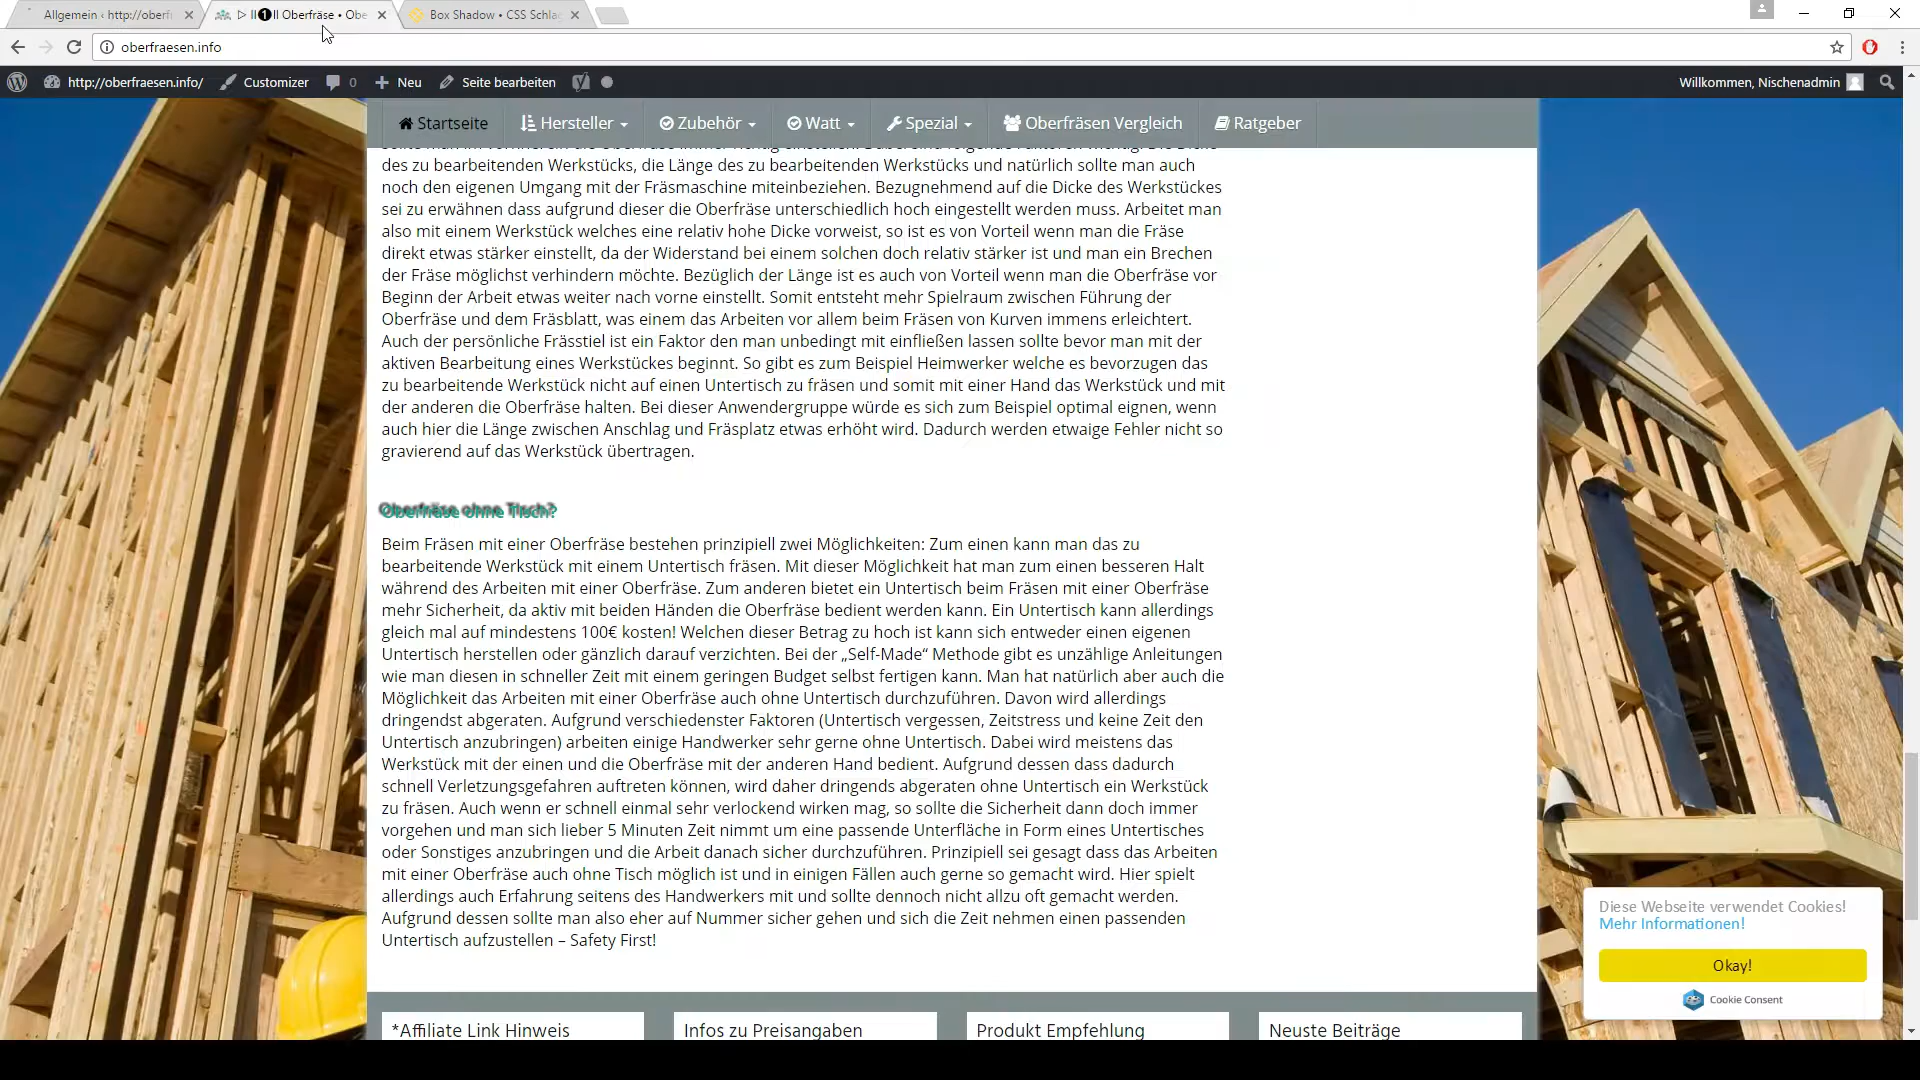 Allgemein ‹ http://oberf
▷ ll➊ll Oberfräse • Obe
Box Shadow • CSS Schla
oberfraesen.info
http://oberfraesen.info/
Customizer
0
Neu
Seite bearbeiten
Willkommen, Nischenadmin
Startseite
Hersteller
Zubehör
Watt
Spezial
Oberfräsen Vergleich
Ratgeber
des zu bearbeitenden Werkstücks, die Länge des zu bearbeitenden Werkstücks und natürlich sollte man auch
noch den eigenen Umgang mit der Fräsmaschine miteinbeziehen. Bezugnehmend auf die Dicke des Werkstückes
sei zu erwähnen dass aufgrund dieser die Oberfräse unterschiedlich hoch eingestellt werden muss. Arbeitet man
also mit einem Werkstück welches eine relativ hohe Dicke vorweist, so ist es von Vorteil wenn man die Fräse
direkt etwas stärker einstellt, da der Widerstand bei einem solchen doch relativ stärker ist und man ein Brechen
der Fräse möglichst verhindern möchte. Bezüglich der Länge ist es auch von Vorteil wenn man die Oberfräse vor
Beginn der Arbeit etwas weiter nach vorne einstellt. Somit entsteht mehr Spielraum zwischen Führung der
Oberfräse und dem Fräsblatt, was einem das Arbeiten vor allem beim Fräsen von Kurven immens erleichtert.
Auch der persönliche Frässtiel ist ein Faktor den man unbedingt mit einfließen lassen sollte bevor man mit der
aktiven Bearbeitung eines Werkstückes beginnt. So gibt es zum Beispiel Heimwerker welche es bevorzugen das
zu bearbeitende Werkstück nicht auf einen Untertisch zu fräsen und somit mit einer Hand das Werkstück und mit
der anderen die Oberfräse halten. Bei dieser Anwendergruppe würde es sich zum Beispiel optimal eignen, wenn
auch hier die Länge zwischen Anschlag und Fräsplatz etwas erhöht wird. Dadurch werden etwaige Fehler nicht so
gravierend auf das Werkstück übertragen.
Oberfräse ohne Tisch?
Beim Fräsen mit einer Oberfräse bestehen prinzipiell zwei Möglichkeiten: Zum einen kann man das zu
bearbeitende Werkstück mit einem Untertisch fräsen. Mit dieser Möglichkeit hat man zum einen besseren Halt
während des Arbeiten mit einer Oberfräse. Zum anderen bietet ein Untertisch beim Fräsen mit einer Oberfräse
mehr Sicherheit, da aktiv mit beiden Händen die Oberfräse bedient werden kann. Ein Untertisch kann allerdings
gleich mal auf mindestens 100€ kosten! Welchen dieser Betrag zu hoch ist kann sich entweder einen eigenen
Untertisch herstellen oder gänzlich darauf verzichten. Bei der „Self-Made“ Methode gibt es unzählige Anleitungen
wie man diesen in schneller Zeit mit einem geringen Budget selbst fertigen kann. Man hat natürlich aber auch die
Möglichkeit das Arbeiten mit einer Oberfräse auch ohne Untertisch durchzuführen. Davon wird allerdings
dringendst abgeraten. Aufgrund verschiedenster Faktoren (Untertisch vergessen, Zeitstress und keine Zeit den
Untertisch anzubringen) arbeiten einige Handwerker sehr gerne ohne Untertisch. Dabei wird meistens das
Werkstück mit der einen und die Oberfräse mit der anderen Hand bedient. Aufgrund dessen dass dadurch
schnell Verletzungsgefahren auftreten können, wird daher dringends abgeraten ohne Untertisch ein Werkstück
zu fräsen. Auch wenn er schnell einmal sehr verlockend wirken mag, so sollte die Sicherheit dann doch immer
vorgehen und man sich lieber 5 Minuten Zeit nimmt um eine passende Unterfläche in Form eines Untertisches
oder Sonstiges anzubringen und die Arbeit danach sicher durchzuführen. Prinzipiell sei gesagt dass das Arbeiten
mit einer Oberfräse auch ohne Tisch möglich ist und in einigen Fällen auch gerne so gemacht wird. Hier spielt
allerdings auch Erfahrung seitens des Handwerkers mit und sollte dennoch nicht allzu oft gemacht werden.
Aufgrund dessen sollte man also eher auf Nummer sicher gehen und sich die Zeit nehmen einen passenden
Untertisch aufzustellen – Safety First!
Diese Webseite verwendet Cookies!
Mehr Informationen!
Okay!
Cookie Consent
*Affiliate Link Hinweis
Infos zu Preisangaben
Produkt Empfehlung
Neuste Beiträge